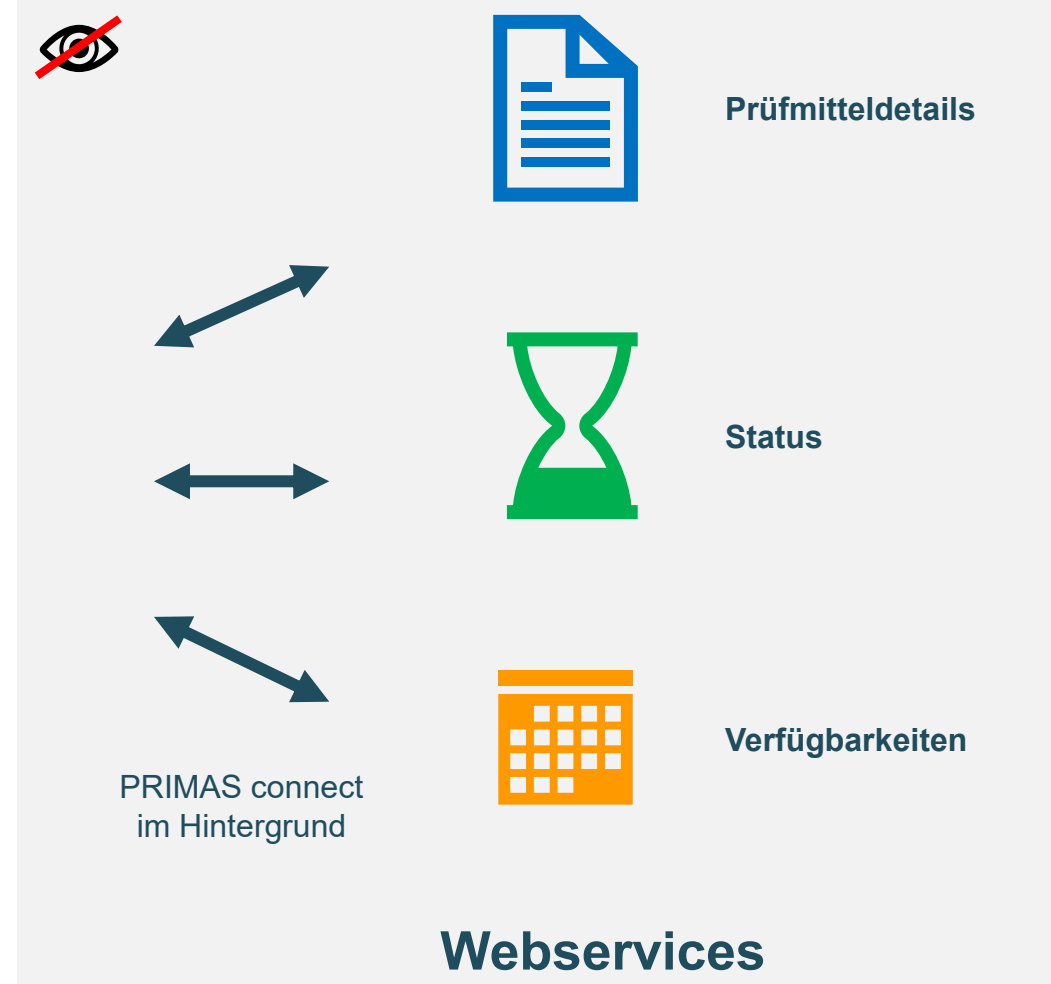 Prüfmitteldetails
Status
Verfügbarkeiten
PRIMAS connect
im Hintergrund
Webservices